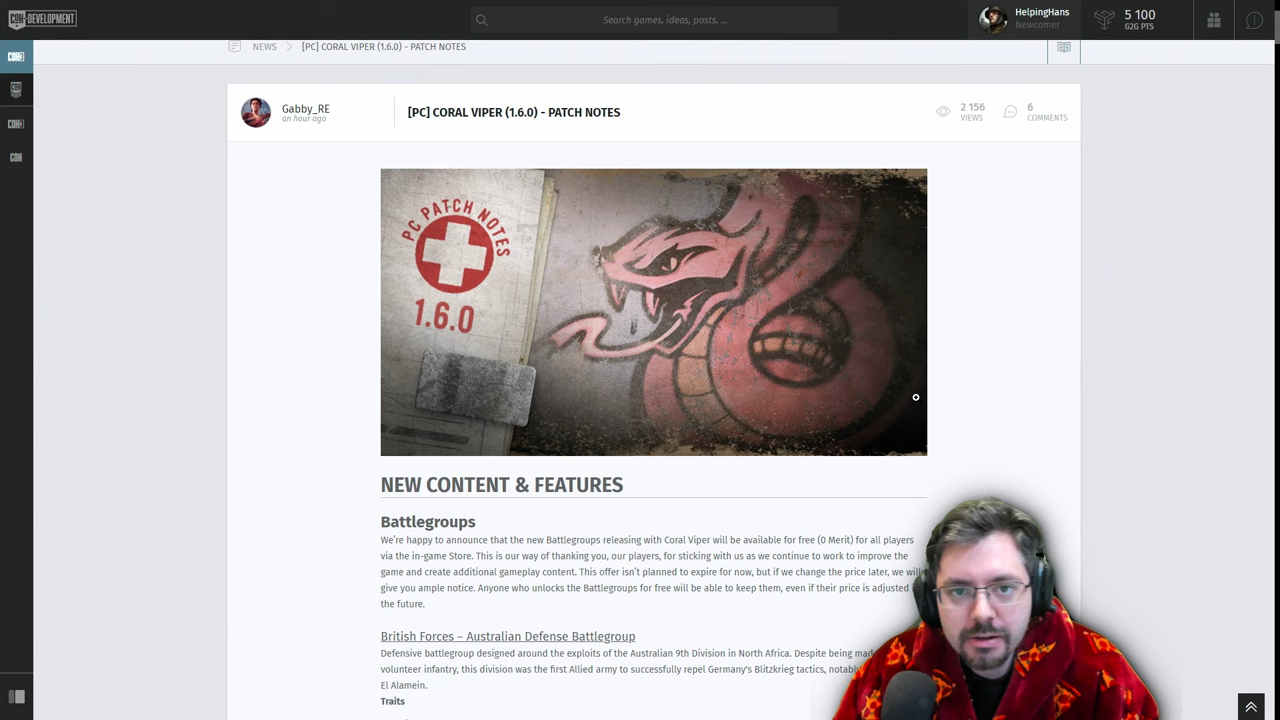 COH-DEVELOPMENT
Search games, ideas, posts, ...
HelpingHans
Newcomer
5 100
G2G PTS
NEWS
[PC] CORAL VIPER (1.6.0) - PATCH NOTES
Gabby_RE
an hour ago
[PC] CORAL VIPER (1.6.0) - PATCH NOTES
2 156
VIEWS
6
COMMENTS
PC PATCH NOTES
1.6.0
NEW CONTENT & FEATURES
Battlegroups
We're happy to announce that the new Battlegroups releasing with Coral Viper will be available for free (0 Merit) for all players
via the in-game Store. This is our way of thanking you, our players, for sticking with us as we continue to work to improve the
game and create additional gameplay content. This offer isn't planned to expire for now, but if we change the price later, we will
give you ample notice. Anyone who unlocks the Battlegroups for free will be able to keep them, even if their price is adjusted
the future.
British Forces – Australian Defense Battlegroup
Defensive battlegroup designed around the exploits of the Australian 9th Division in North Africa. Despite being mad
volunteer infantry, this division was the first Allied army to successfully repel Germany's Blitzkrieg tactics, notab
El Alamein.
Traits